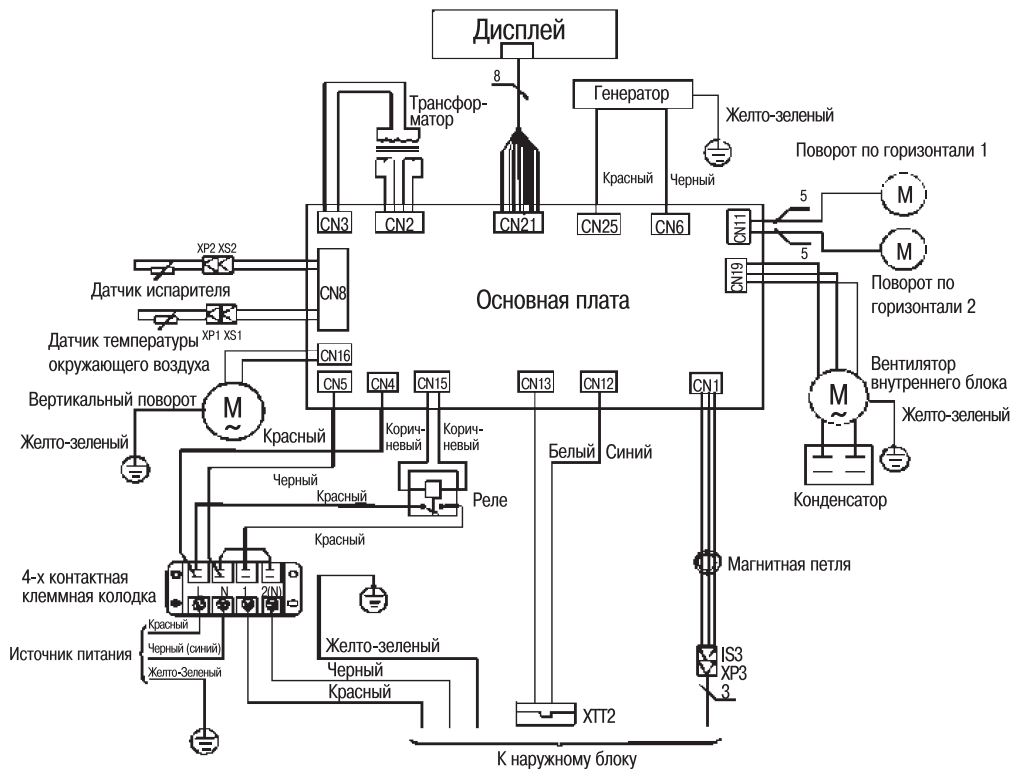 Дисплей
8
Трансфор-
матор
Генератор
Желто-зеленый
Красный
Черный
Поворот по горизонтали 1
5
M
CN3
CN2
CN21
CN25
CN6
CN11
M
5
Поворот по
горизонтали 2
XP2 XS2
Датчик испарителя
CN8
CN19
Основная плата
XP1 XS1
Датчик температуры
окружающего воздуха
CN16
CN5
CN4
CN15
CN13
CN12
CN1
Вентилятор
внутреннего блока
Вертикальный поворот
M
~
M
~
Желто-зеленый
Желто-зеленый
Красный
Корич-
невый
Корич-
невый
Белый
Синий
Черный
Красный
Реле
Конденсатор
Красный
Магнитная петля
4-х контактная
клеммная колодка
L
N
1
2(N)
Красный
Источник питания
Черный (синий)
Желто-Зеленый
Желто-зеленый
Черный
Красный
IS3
XP3
3
XTT2
К наружному блоку